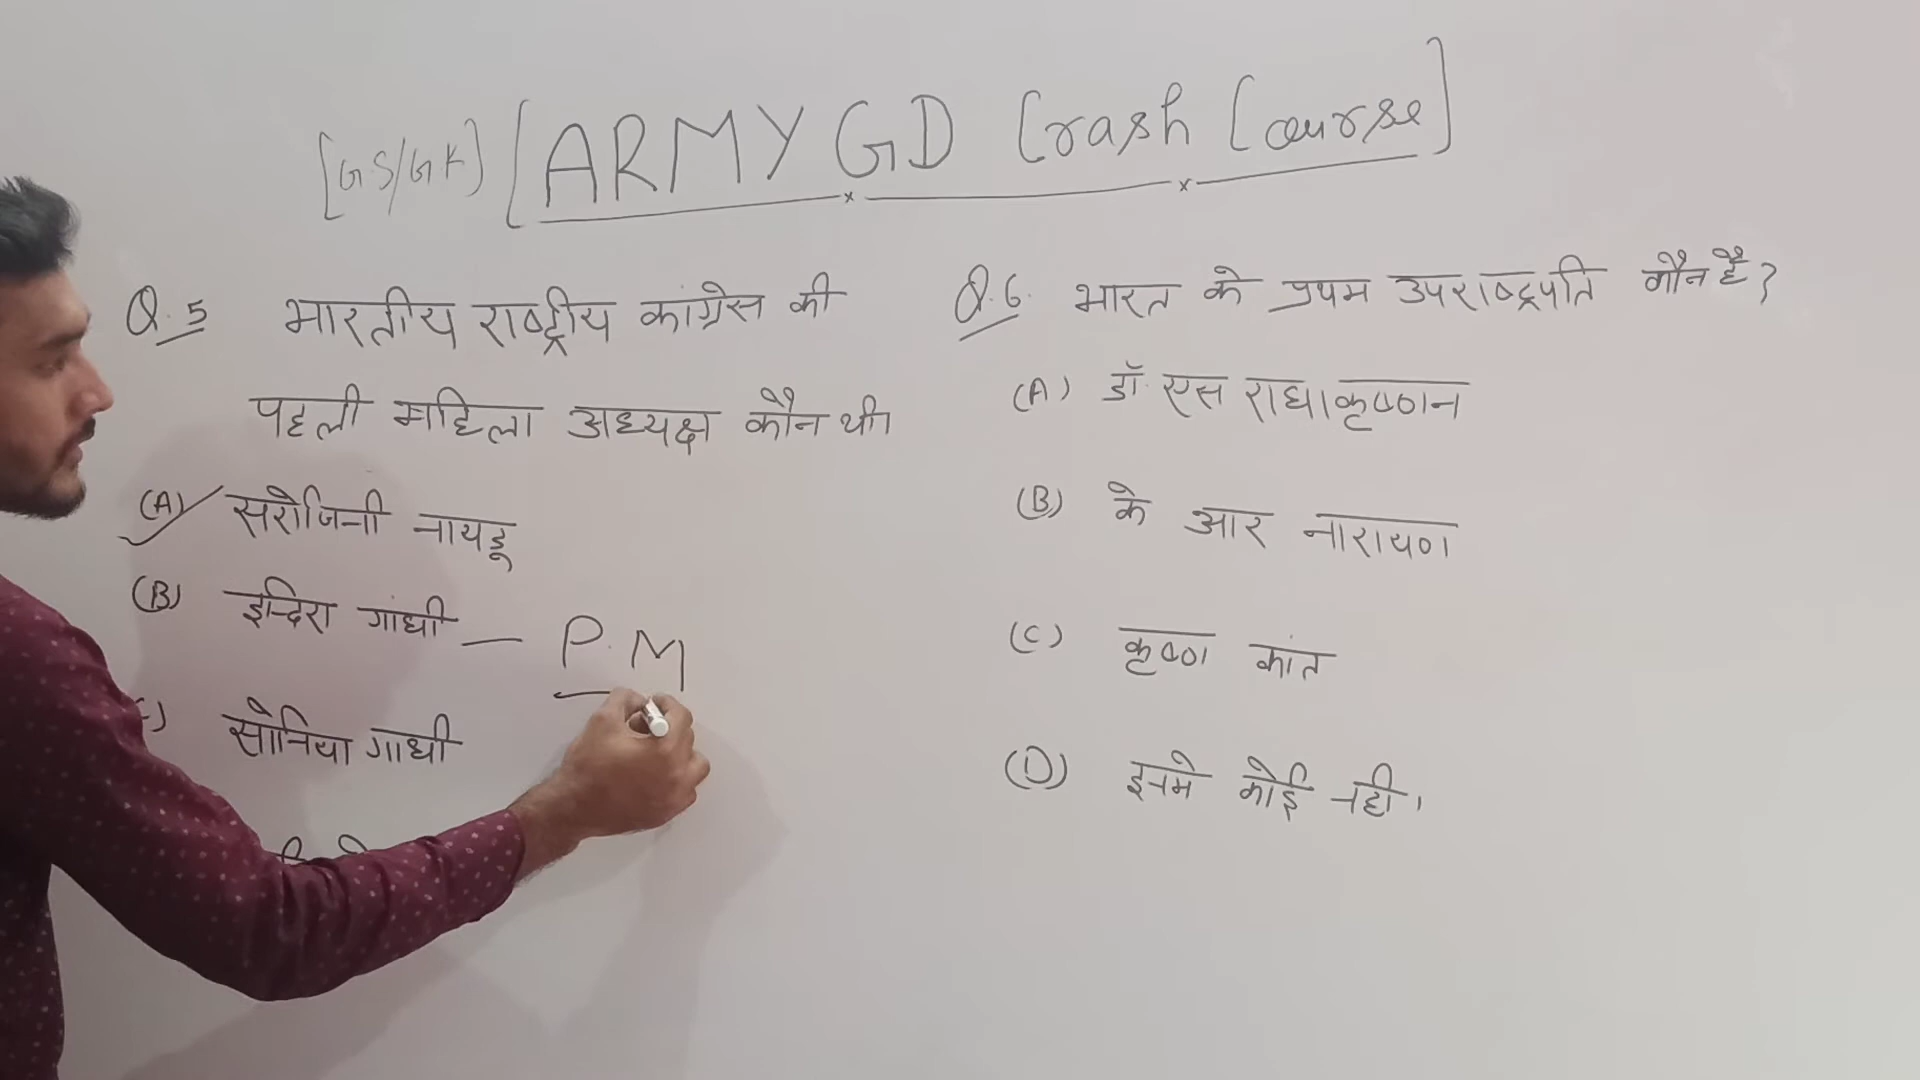 [GS/GK] [ARMY GD Crash Course]
Q.5 भारतीय राष्ट्रीय कांग्रेस की
पहली महिला अध्यक्ष कौन थी।
(A) सरोजिनी नायडू
(B) इन्दिरा गांधी — P.M
सोनिया गाधी
Q.6. भारत के प्रथम उपराष्ट्रपति कौन है?
(A) डॉ. एस राधाकृष्णन
(B) के आर नारायण
(C) कृष्ण कांत
(D) इनमे कोई नही।